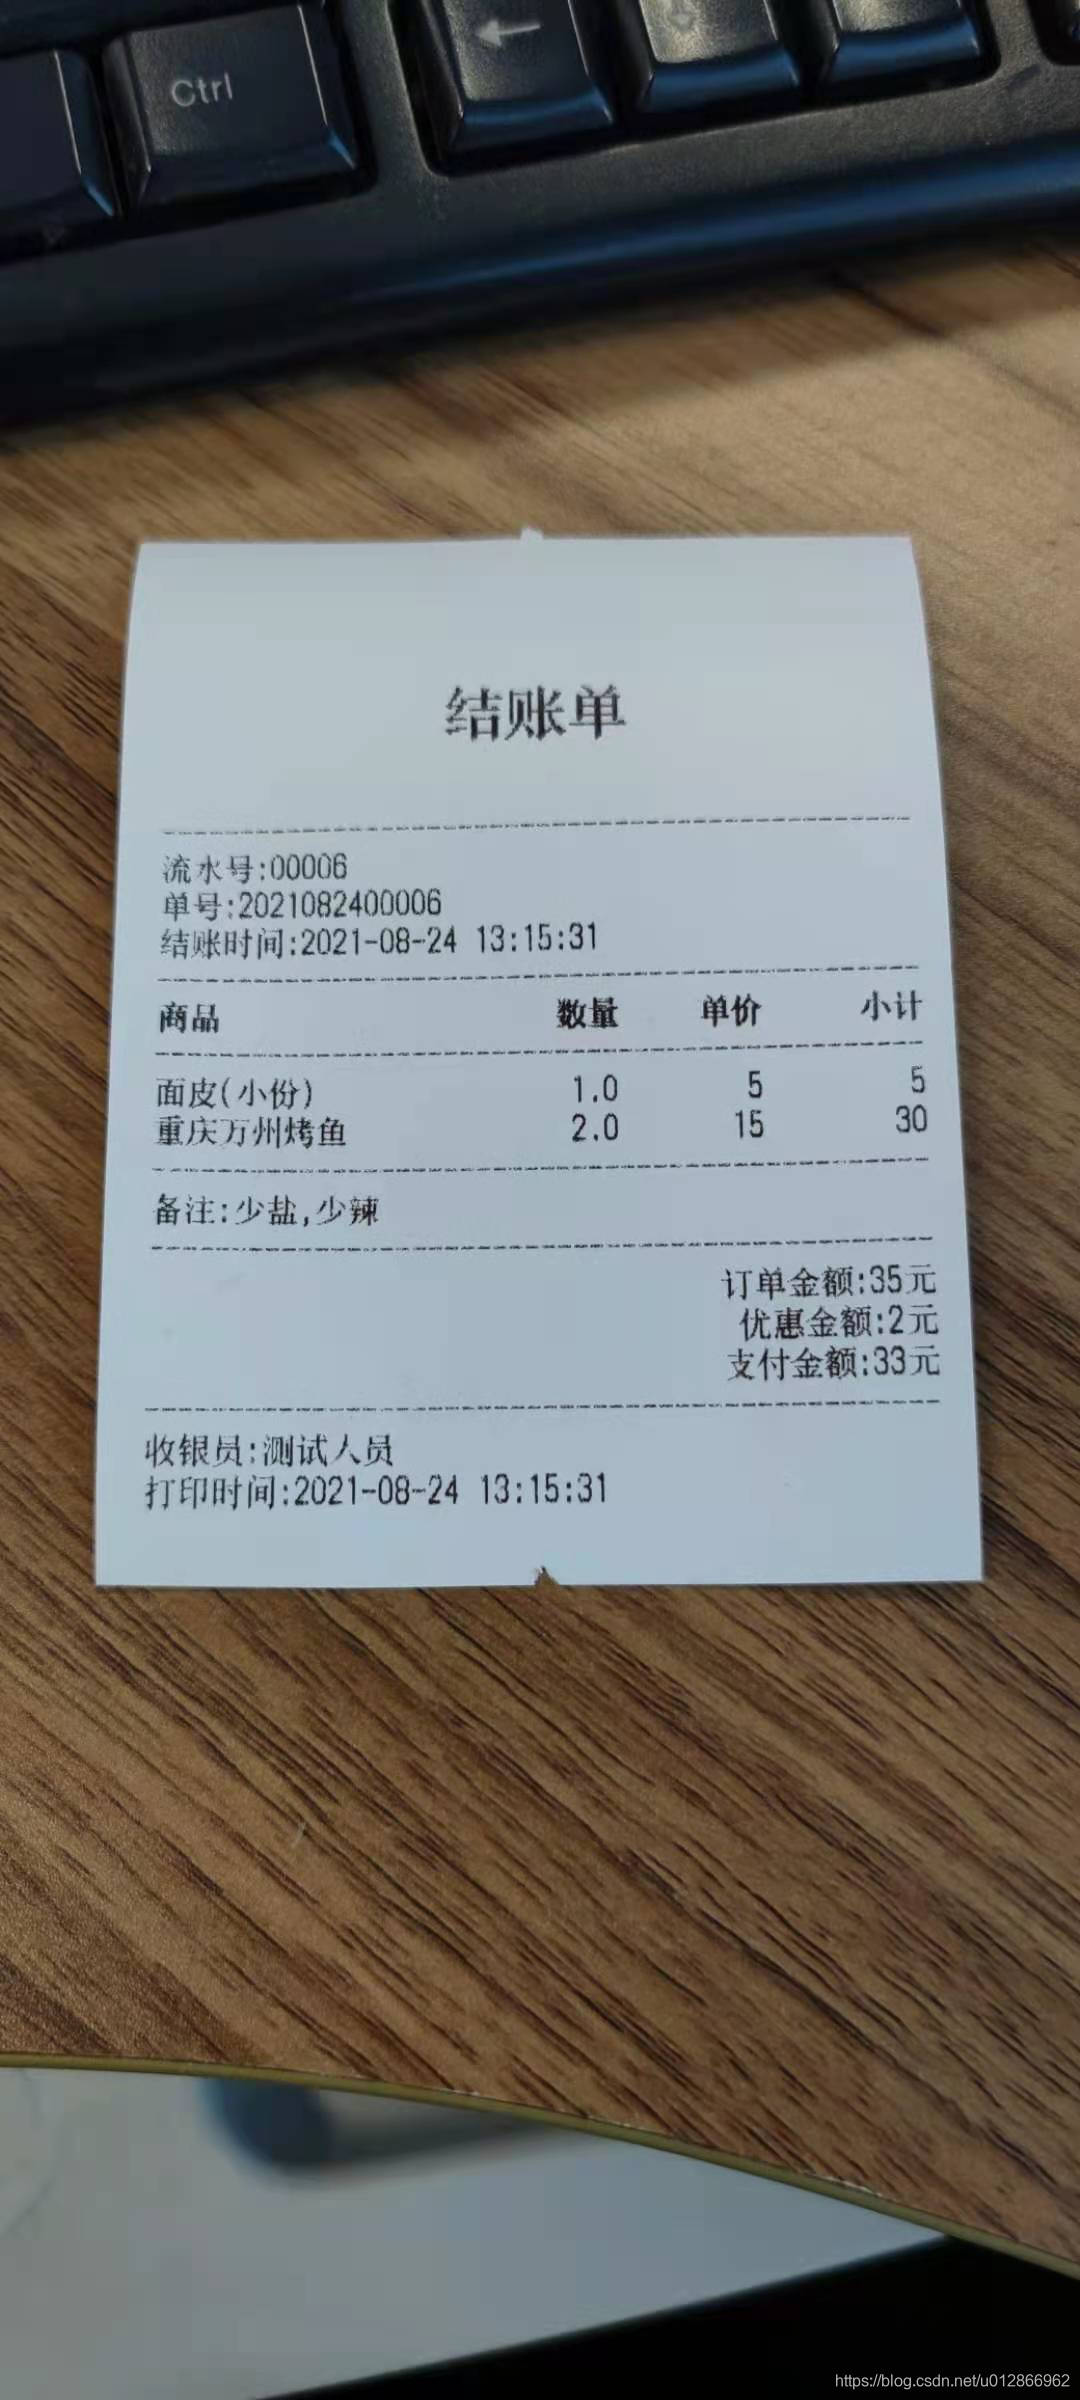 Ctrl
←
结账单
流水号:00006
单号:2021082400006
结账时间:2021-08-24 13:15:31
商品 数量 单价 小计
面皮(小份) 1.0 5 5
重庆万州烤鱼 2.0 15 30
备注:少盐,少辣
订单金额:35元
优惠金额:2元
支付金额:33元
收银员:测试人员
打印时间:2021-08-24 13:15:31
https://blog.csdn.net/u012866962